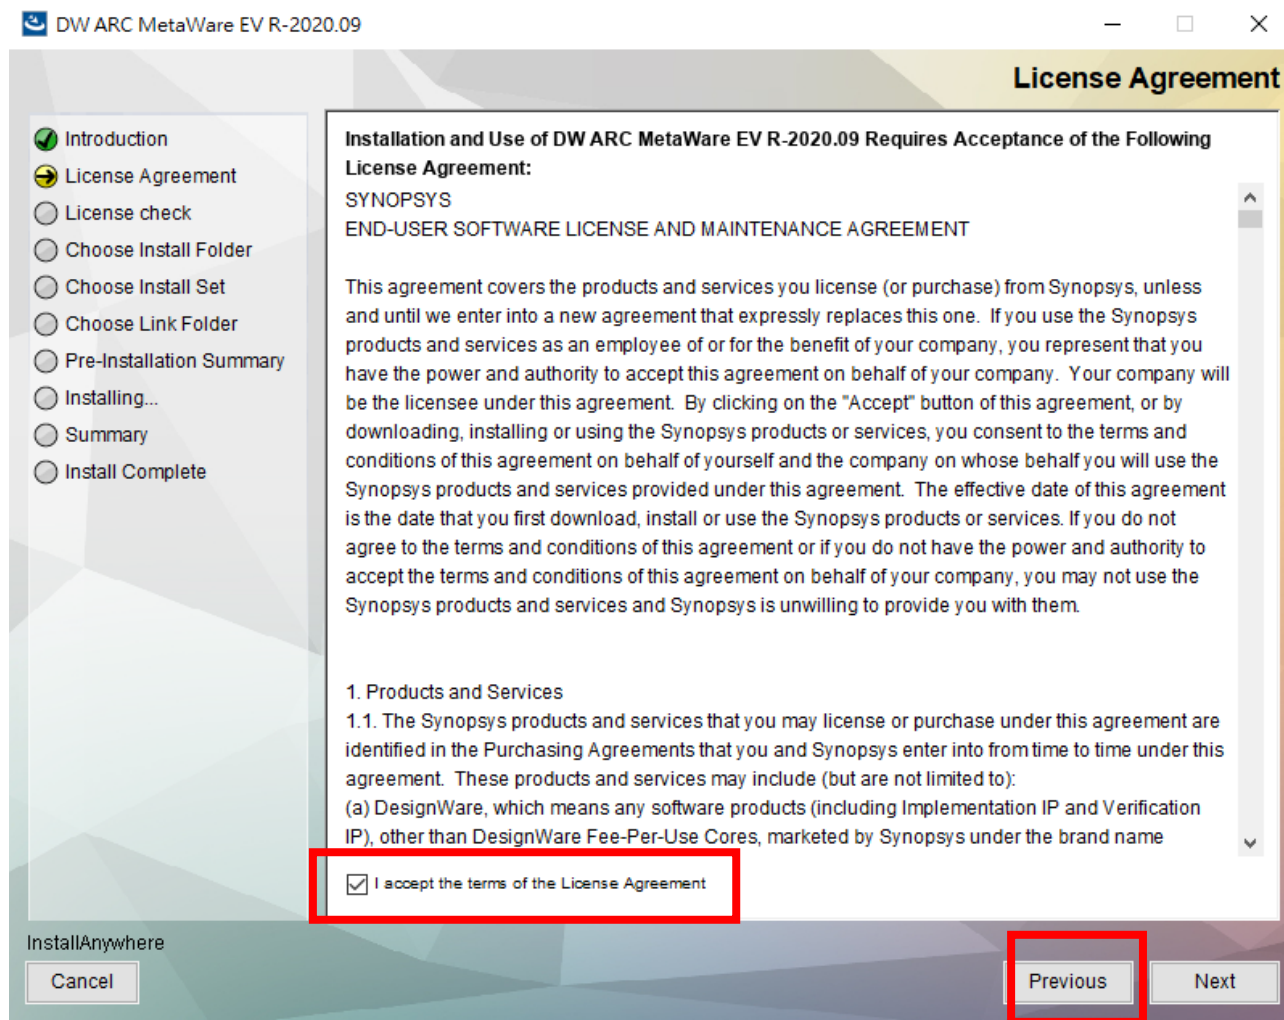 DW ARC MetaWare EV R-2020.09
License Agreement
Introduction
License Agreement
License check
Choose Install Folder
Choose Install Set
Choose Link Folder
Pre-Installation Summary
Installing...
Summary
Install Complete
Installation and Use of DW ARC MetaWare EV R-2020.09 Requires Acceptance of the Following
License Agreement:
SYNOPSYS
END-USER SOFTWARE LICENSE AND MAINTENANCE AGREEMENT
This agreement covers the products and services you license (or purchase) from Synopsys, unless
and until we enter into a new agreement that expressly replaces this one.  If you use the Synopsys
products and services as an employee of or for the benefit of your company, you represent that you
have the power and authority to accept this agreement on behalf of your company.  Your company will
be the licensee under this agreement.  By clicking on the "Accept" button of this agreement, or by
downloading, installing or using the Synopsys products or services, you consent to the terms and
conditions of this agreement on behalf of yourself and the company on whose behalf you will use the
Synopsys products and services provided under this agreement.  The effective date of this agreement
is the date that you first download, install or use the Synopsys products or services. If you do not
agree to the terms and conditions of this agreement or if you do not have the power and authority to
accept the terms and conditions of this agreement on behalf of your company, you may not use the
Synopsys products and services and Synopsys is unwilling to provide you with them.
1. Products and Services
1.1. The Synopsys products and services that you may license or purchase under this agreement are
identified in the Purchasing Agreements that you and Synopsys enter into from time to time under this
agreement.  These products and services may include (but are not limited to):
(a) DesignWare, which means any software products (including Implementation IP and Verification
IP), other than DesignWare Fee-Per-Use Cores, marketed by Synopsys under the brand name
I accept the terms of the License Agreement
InstallAnywhere
Cancel
Previous
Next